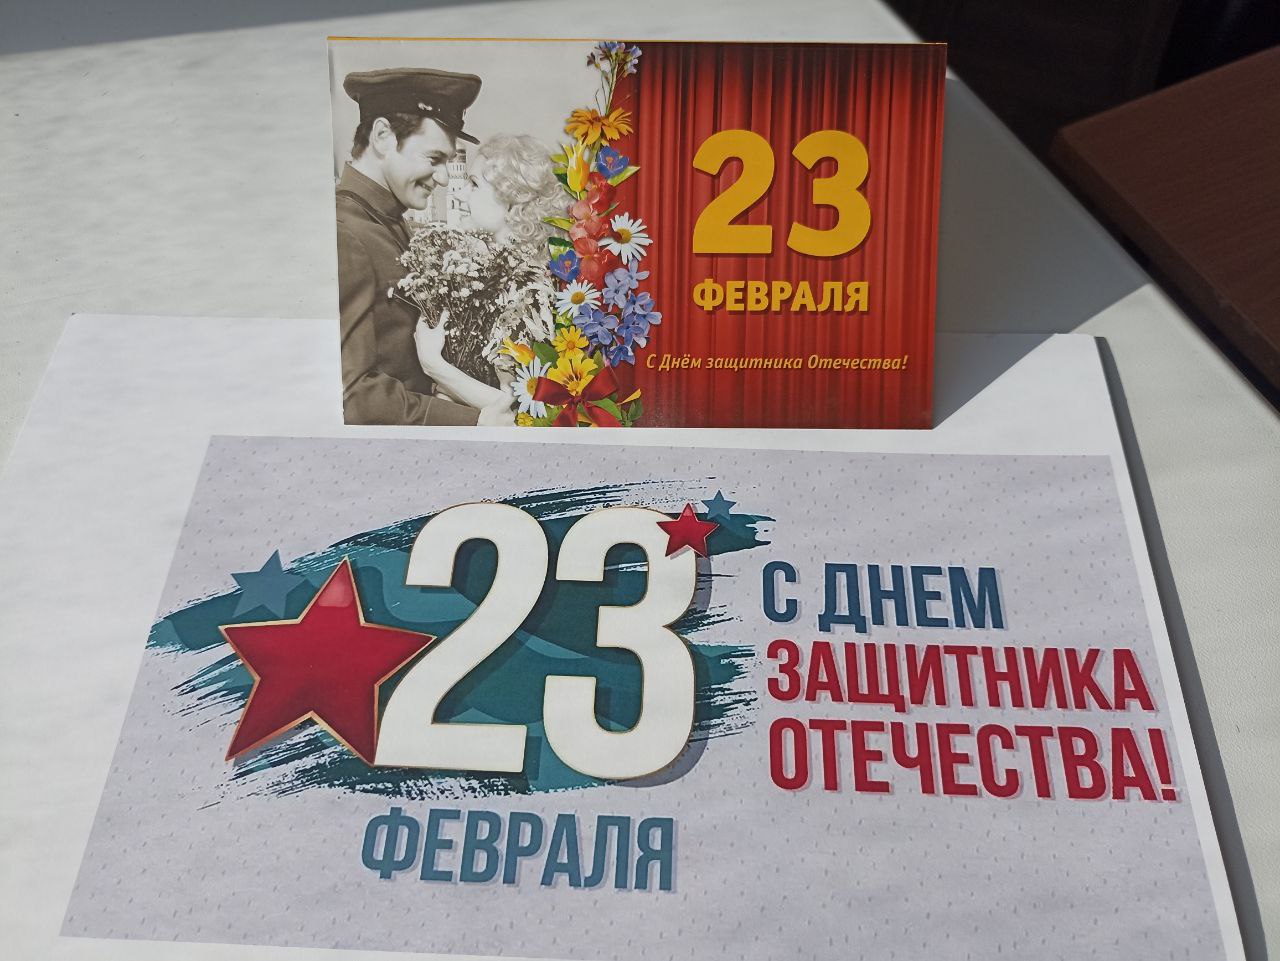 23
ФЕВРАЛЯ
С Днём защитника Отечества!
23
ФЕВРАЛЯ
С ДНЕМ
ЗАЩИТНИКА
ОТЕЧЕСТВА!